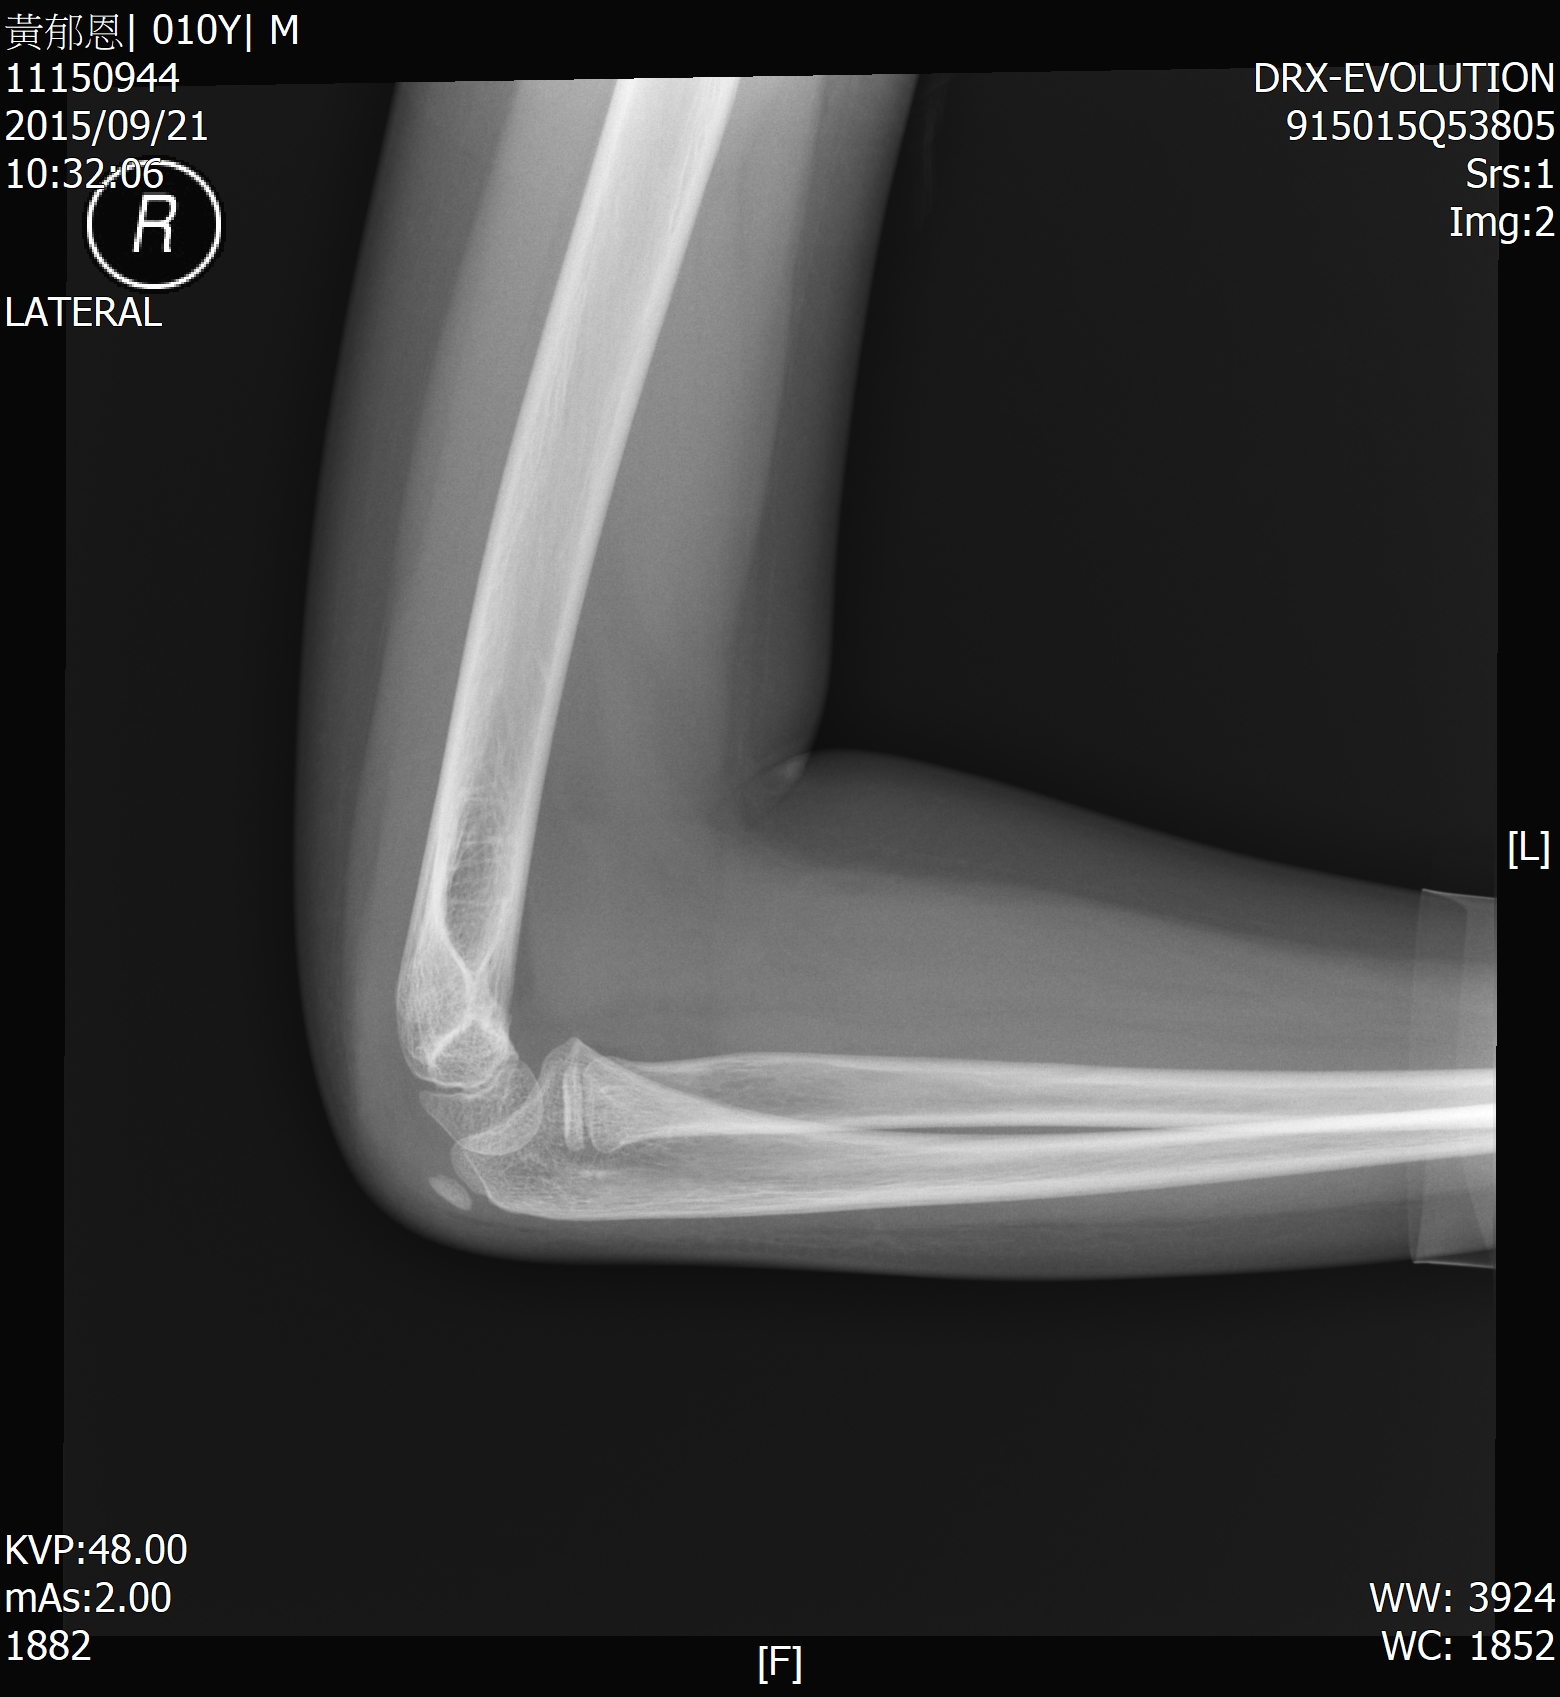 黃郁恩| 010Y| M
11150944
2015/09/21
10:32:06
R
LATERAL
DRX-EVOLUTION
915015Q53805
Srs:1
Img:2
[L]
KVP:48.00
mAs:2.00
1882
[F]
WW: 3924
WC: 1852